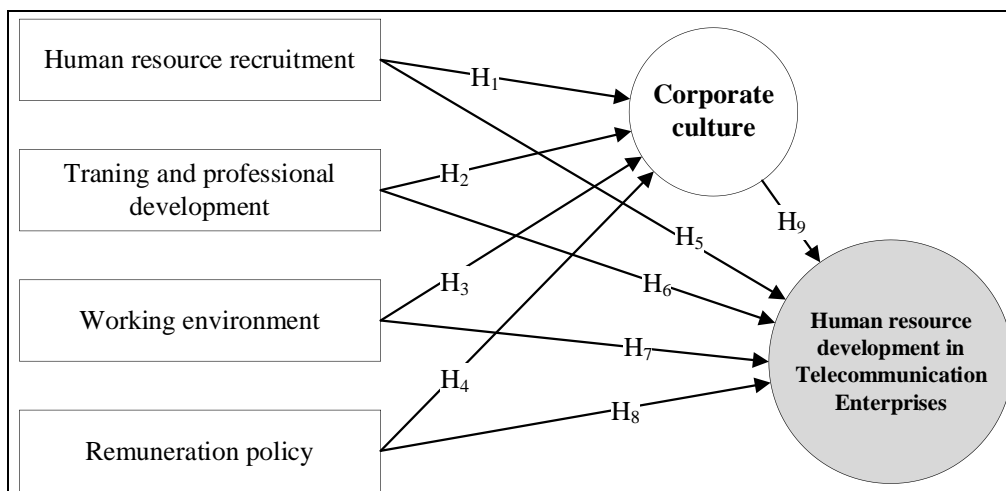 Human resource recruitment
Traning and professional
development
Working environment
Remuneration policy
H₁
H₂
H₃
H₄
H₅
H₆
H₇
H₈
H₉
Corporate
culture
Human resource
development in
Telecommunication
Enterprises